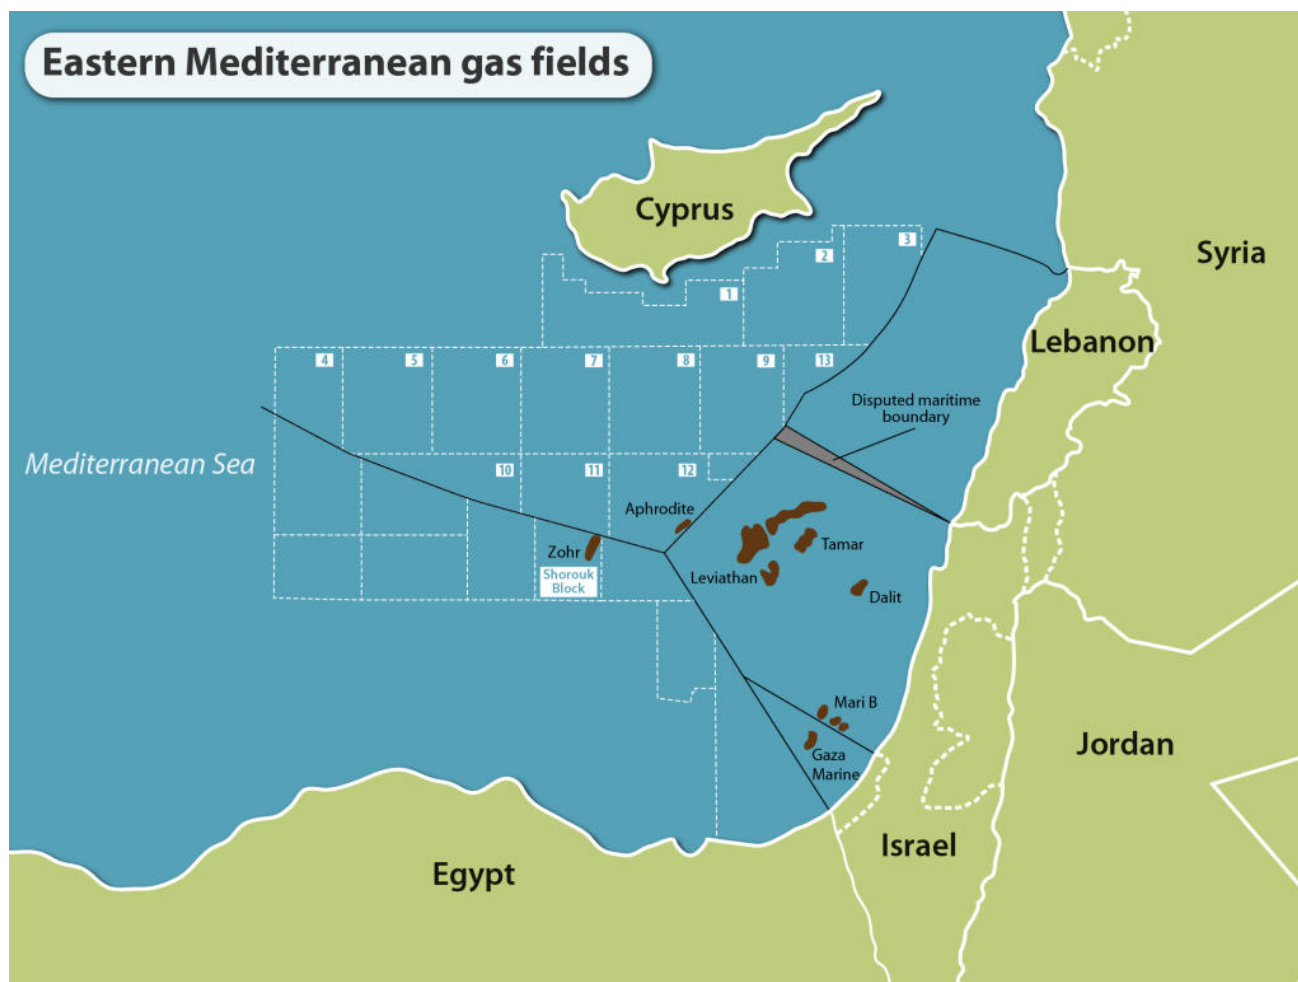 Eastern Mediterranean gas fields
Cyprus
Syria
3
2
1
Lebanon
4
5
6
7
8
9
13
Disputed maritime
boundary
Mediterranean Sea
10
11
12
Aphrodite
Zohr
Tamar
Shorouk
Block
Leviathan
Dalit
Mari B
Gaza
Marine
Jordan
Israel
Egypt